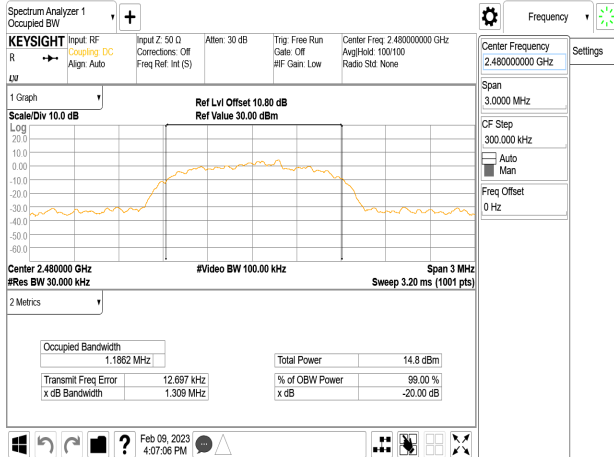 Spectrum Analyzer 1
Occupied BW
KEYSIGHT
R
Input: RF
Coupling: DC
Align: Auto
Input Z: 50 Ω
Corrections: Off
Freq Ref: Int (S)
Atten: 30 dB
Trig: Free Run
Gate: Off
#IF Gain: Low
Center Freq: 2.480000000 GHz
Avg|Hold: 100/100
Radio Std: None
1 Graph
Scale/Div 10.0 dB
Ref Lvl Offset 10.80 dB
Ref Value 30.00 dBm
Log
20.0
10.0
0.00
-10.0
-20.0
-30.0
-40.0
-50.0
-60.0
Center 2.480000 GHz
#Res BW 30.000 kHz
#Video BW 100.00 kHz
Span 3 MHz
Sweep 3.20 ms (1001 pts)
2 Metrics
Occupied Bandwidth
1.1862 MHz
Total Power 14.8 dBm
Transmit Freq Error 12.697 kHz
% of OBW Power 99.00 %
x dB Bandwidth 1.309 MHz
x dB -20.00 dB
?
Feb 09, 2023
4:07:06 PM
Frequency
Center Frequency
2.480000000 GHz
Settings
Span
3.0000 MHz
CF Step
300.000 kHz
Auto
Man
Freq Offset
0 Hz